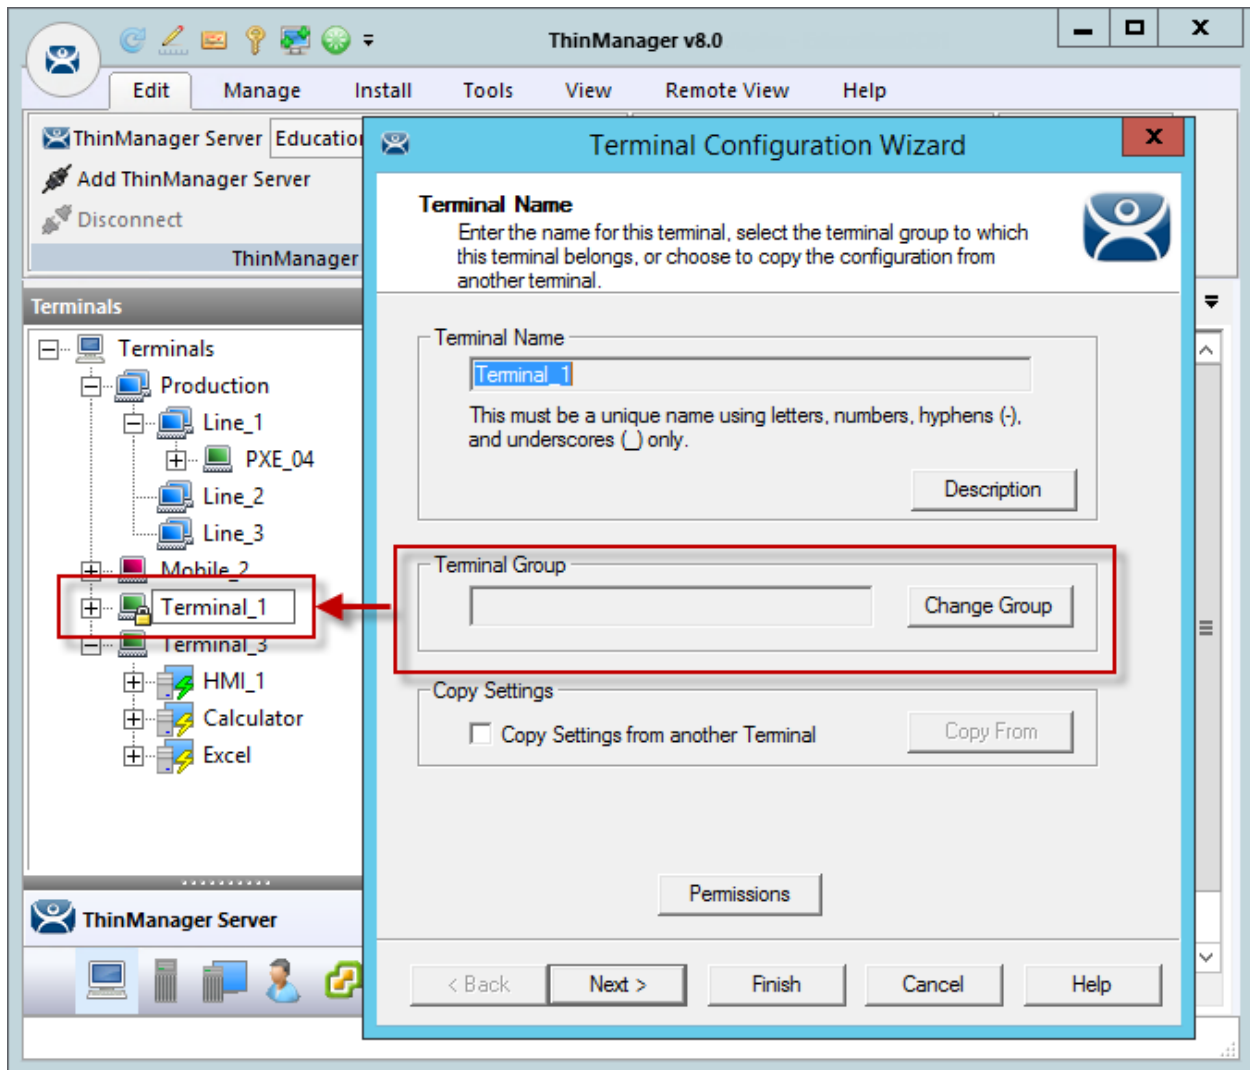 ThinManager v8.0
Edit Manage Install Tools View Remote View Help
ThinManager Server Education
Add ThinManager Server
Disconnect
ThinManager
Terminals
Terminals
Production
Line_1
PXE_04
Line_2
Line_3
Mobile_2
Terminal_1
Terminal_3
HMI_1
Calculator
Excel
ThinManager Server
Terminal Configuration Wizard
Terminal Name
Enter the name for this terminal, select the terminal group to which
this terminal belongs, or choose to copy the configuration from
another terminal.
Terminal Name
Terminal_1
This must be a unique name using letters, numbers, hyphens (-),
and underscores (_) only.
Description
Terminal Group
Change Group
Copy Settings
Copy Settings from another Terminal
Copy From
Permissions
< Back Next > Finish Cancel Help